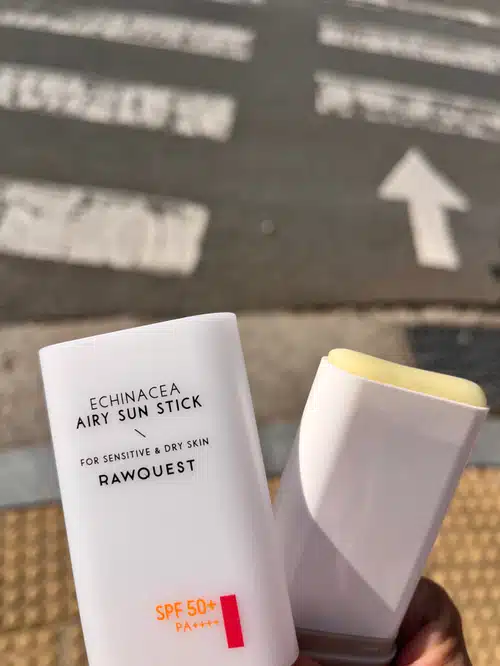 ECHINACEA
AIRY SUN STICK
FOR SENSITIVE & DRY SKIN
RAWQUEST
SPF 50+
PA++++